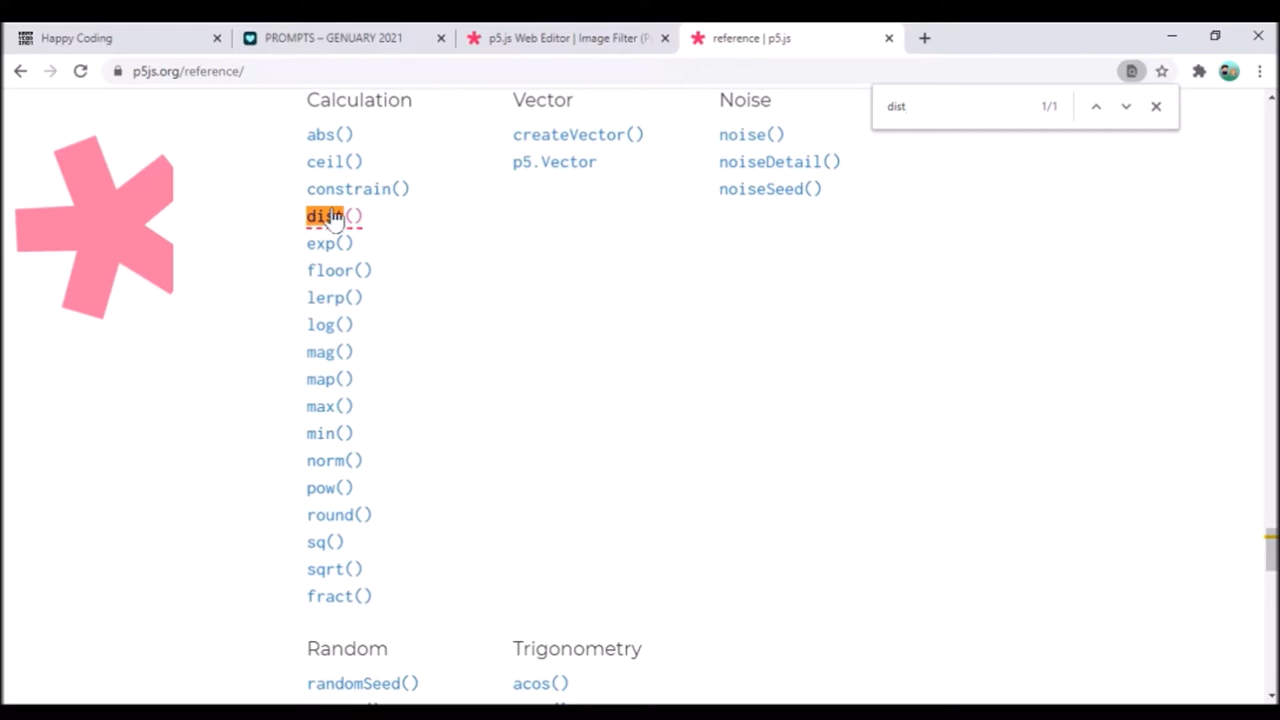 Happy Coding
PROMPTS – GENUARY 2021
p5.js Web Editor | Image Filter (P
reference | p5.js
p5js.org/reference/
dist
1/1
Calculation
abs()
ceil()
constrain()
dist()
exp()
floor()
lerp()
log()
mag()
map()
max()
min()
norm()
pow()
round()
sq()
sqrt()
fract()
Vector
createVector()
p5.Vector
Noise
noise()
noiseDetail()
noiseSeed()
Random
randomSeed()
Trigonometry
acos()